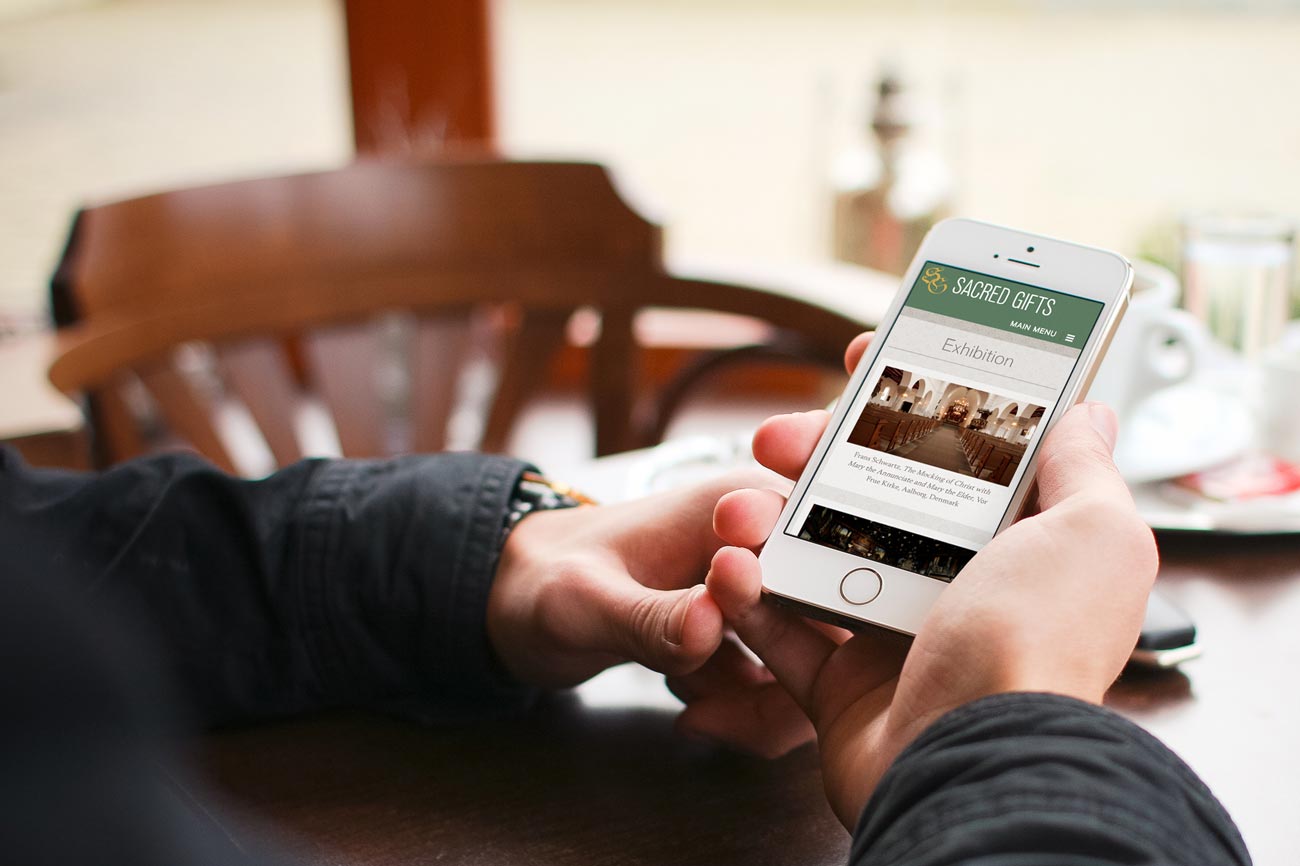 SG SACRED GIFTS
MAIN MENU
Exhibition
Frans Schwartz, The Mocking of Christ with
Mary the Annunciate and Mary the Elder, Vor
Frue Kirke, Aalborg, Denmark